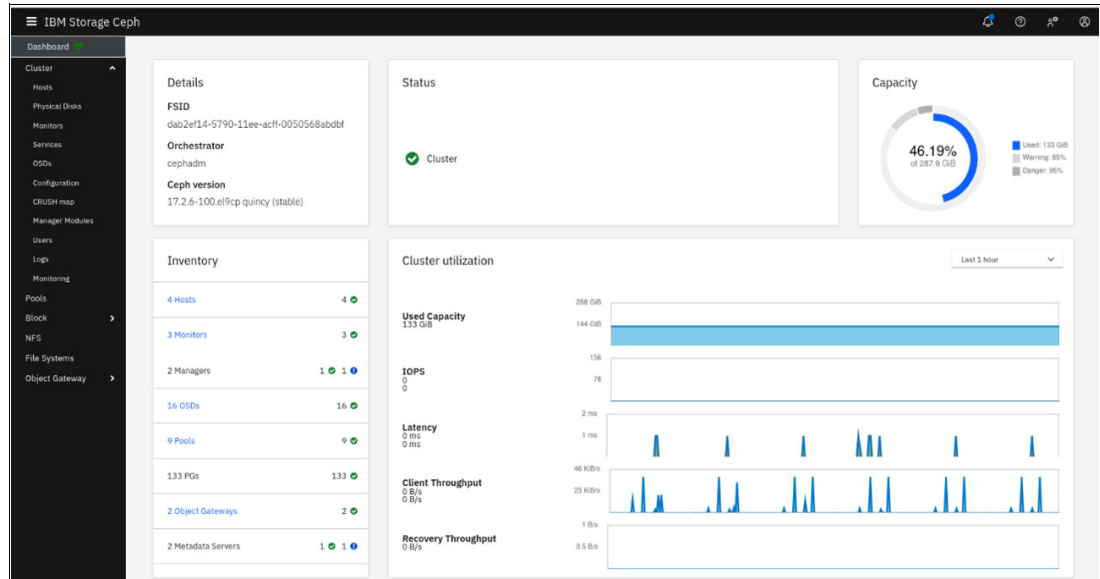 IBM Storage Ceph
Dashboard
Cluster
Hosts
Physical Disks
Monitors
Services
OSDs
Configuration
CRUSH map
Manager Modules
Users
Logs
Monitoring
Pools
Block
NFS
File Systems
Object Gateway
Details
FSID
dab2ef14-5790-11ee-acff-0050568abdbf
Orchestrator
cephadm
Ceph version
17.2.6-100.el9cp quincy (stable)
Status
Cluster
Capacity
46.19%
of 287.9 GiB
Used: 133 GiB
Warning: 85%
Danger: 95%
Inventory
4 Hosts 4
3 Monitors 3
2 Managers 1 1
16 OSDs 16
9 Pools 9
133 PGs 133
2 Object Gateways 2
2 Metadata Servers 1 1
Cluster utilization
Last 1 hour
Used Capacity
133 GiB
288 GiB
144 GiB
IOPS
0
0
156
78
Latency
0 ms
0 ms
2 ms
1 ms
Client Throughput
0 B/s
0 B/s
46 KiB/s
23 KiB/s
Recovery Throughput
0 B/s
1 B/s
0.5 B/s